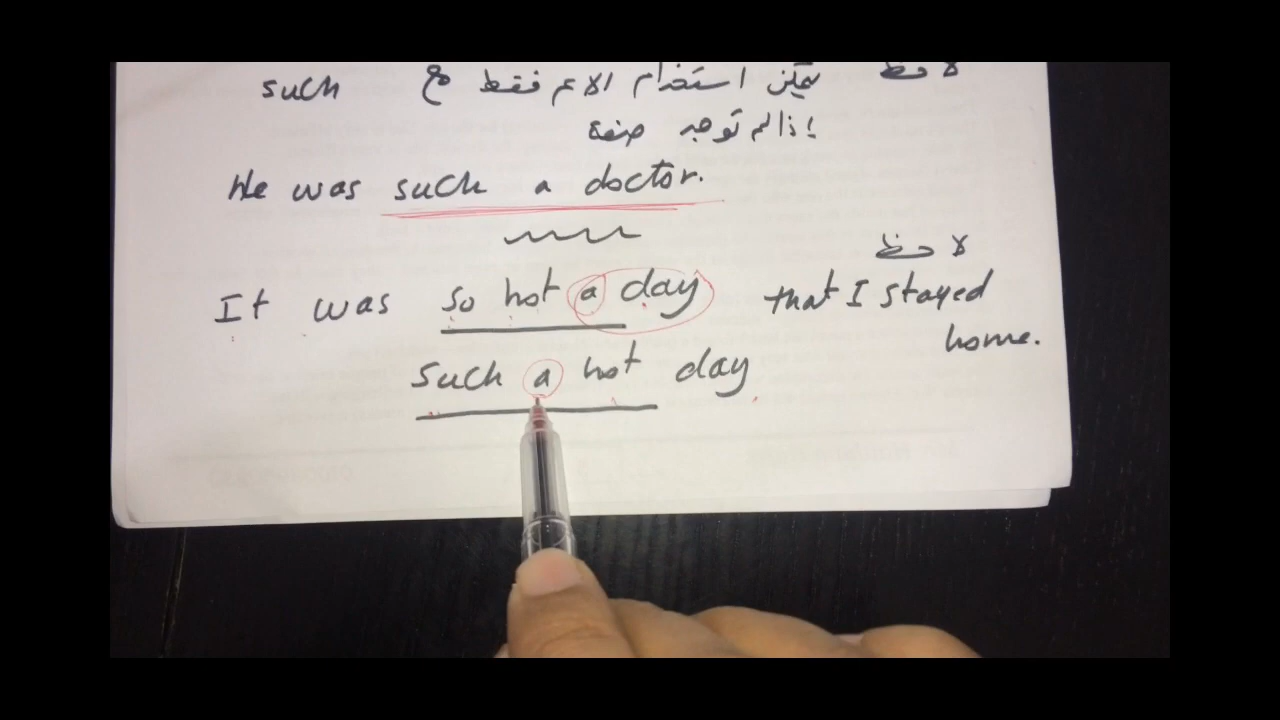 لاحظ يمكن استخدام الاسم فقط مع such
إذا لم توجد صفة
He was such a doctor.
لاحظ
It was so hot a day that I stayed
home.
such a hot day